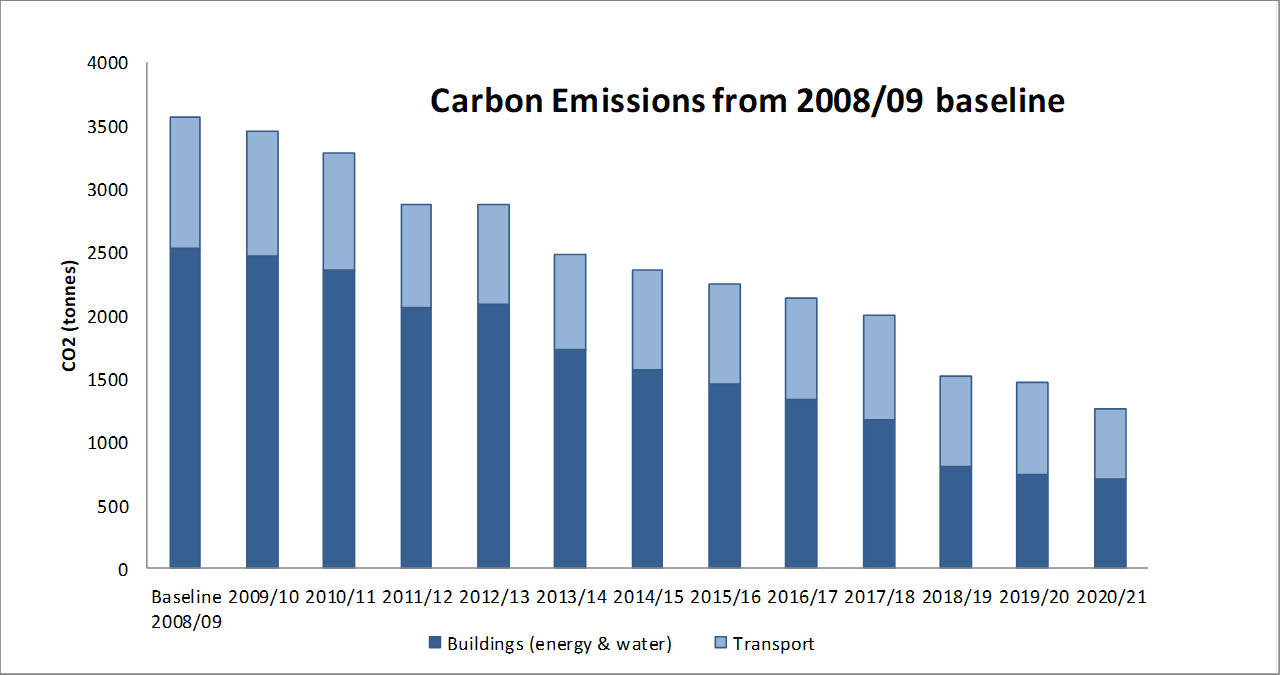 Carbon Emissions from 2008/09 baseline
4000
3500
3000
2500
2000
1500
1000
500
0
CO2 (tonnes)
Baseline 2009/10 2010/11 2011/12 2012/13 2013/14 2014/15 2015/16 2016/17 2017/18 2018/19 2019/20 2020/21
2008/09
Buildings (energy & water) Transport